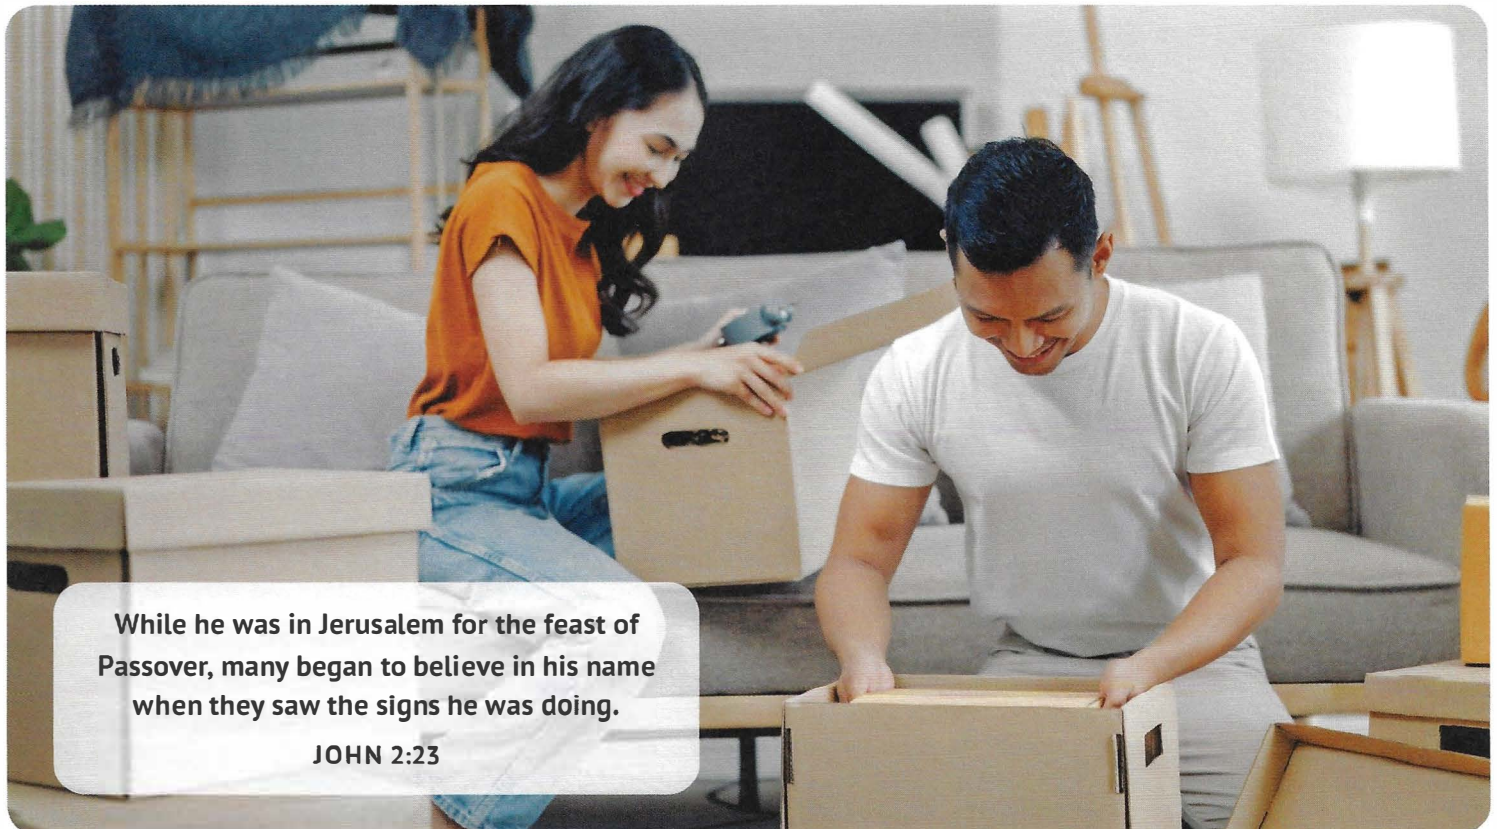 While he was in Jerusalem for the feast of
Passover, many began to believe in his name
when they saw the signs he was doing.
JOHN 2:23